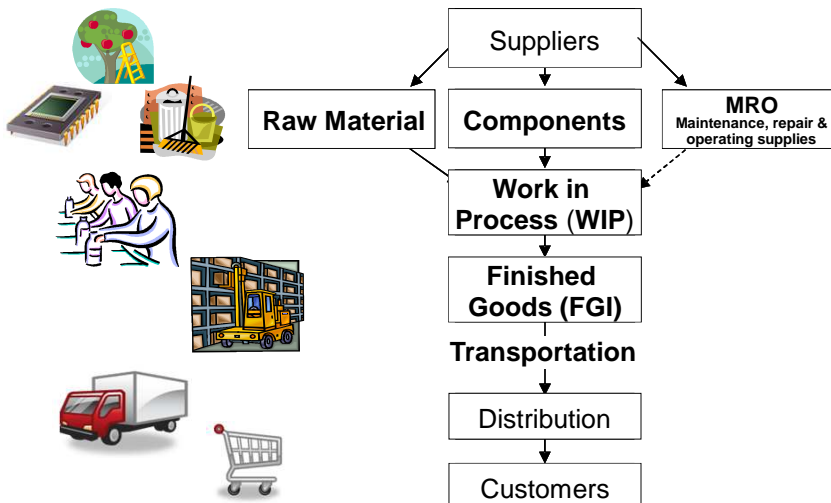 Suppliers
Raw Material
Components
MRO
Maintenance, repair &
operating supplies
Work in
Process (WIP)
Finished
Goods (FGI)
Transportation
Distribution
Customers